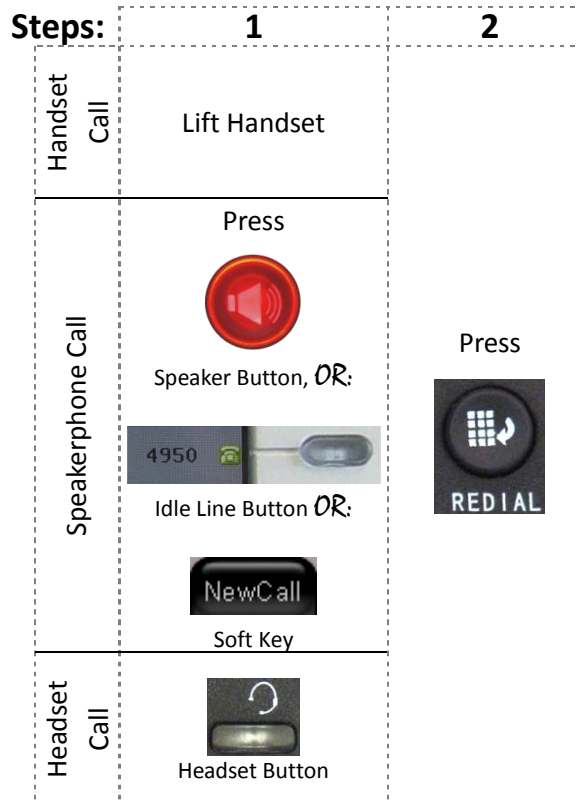 Steps: 1 2
Handset
Call
Lift Handset
Speakerphone Call
Press
Speaker Button, OR:
4950
Idle Line Button OR:
NewCall
Soft Key
Headset
Call
Headset Button
Press
REDIAL